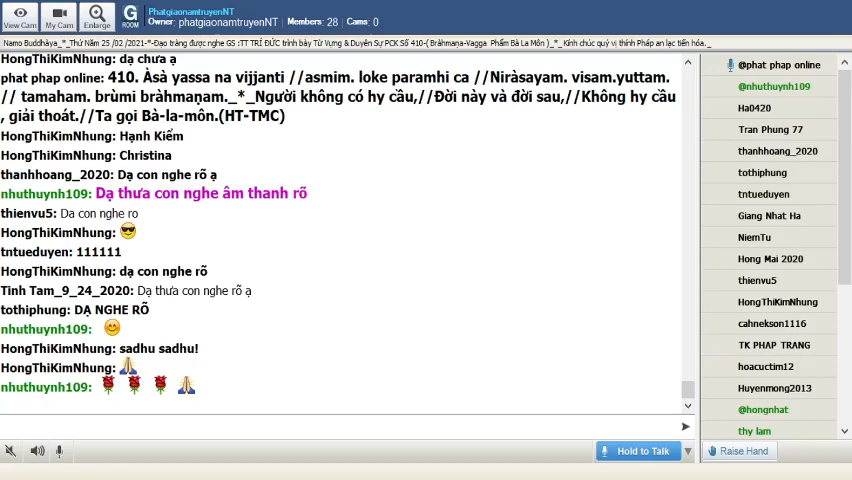 View Cam
My Cam
Enlarge
G
ROOM
PhatgiaonamtruyenNT
Owner: phatgiaonamtruyenNT | Members: 28 | Cams: 0
Namo Buddhàya_*_Thứ Năm 25 /02 /2021-*-Đạo tràng được nghe GS :TT TRÍ ĐỨC trình bày Từ Vựng & Duyên Sự PCK Số 410-( Bràhmaṇa-Vagga Phẩm Bà La Môn )_*_ Kính chúc quý vị thính Pháp an lạc tiến hóa._
HongThiKimNhung: dạ chưa ạ
phat phap online: 410. Àsà yassa na vijjanti //asmim. loke paramhi ca //Niràsayam. visam.yuttam.
// tamaham. brùmi bràhmaṇam._*_Người không có hy cầu,//Đời này và đời sau,//Không hy cầu
, giải thoát.//Ta gọi Bà-la-môn.(HT-TMC)
HongThiKimNhung: Hạnh Kiểm
HongThiKimNhung: Christina
thanhhoang_2020: Dạ con nghe rõ ạ
nhuthuynh109: Dạ thưa con nghe âm thanh rõ
thienvu5: Da con nghe ro
HongThiKimNhung:
tntueduyen: 111111
HongThiKimNhung: dạ con nghe rõ
Tinh Tam_9_24_2020: Dạ thưa con nghe rõ ạ
tothiphung: DẠ NGHE RÕ
nhuthuynh109:
HongThiKimNhung: sadhu sadhu!
HongThiKimNhung:
nhuthuynh109:
@phat phap online
@nhuthuynh109
Ha0420
Tran Phung 77
thanhhoang_2020
tothiphung
tntueduyen
Giang Nhat Ha
NiemTu
Hong Mai 2020
thienvu5
HongThiKimNhung
cahnekson1116
TK PHAP TRANG
hoacuctim12
Huyenmong2013
@hongnhat
thy lam
Hold to Talk
Raise Hand